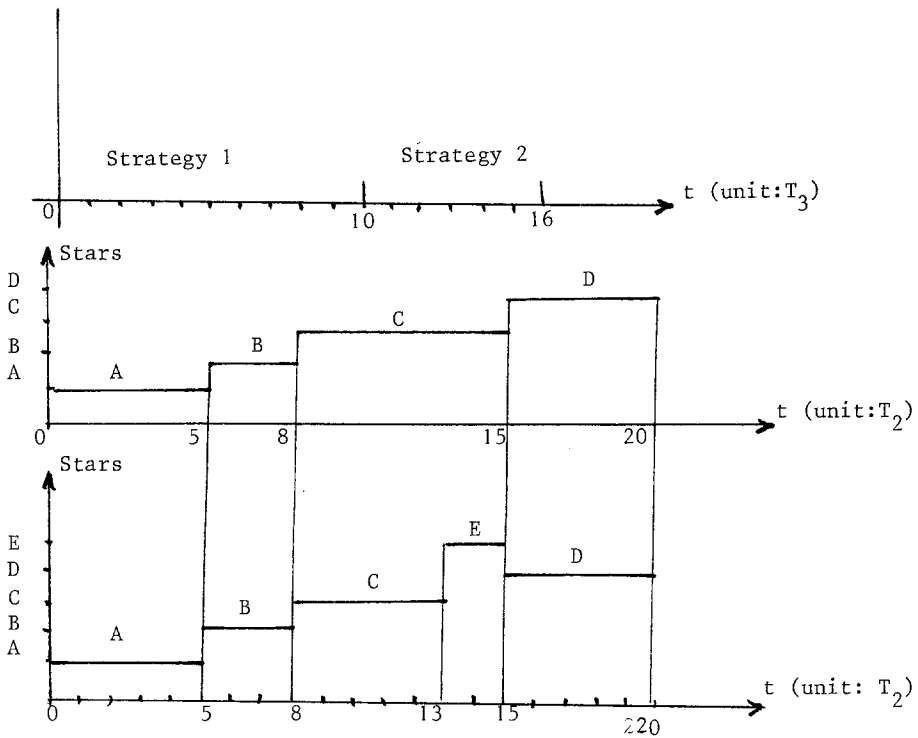 Strategy 1 Strategy 2
t (unit:T3)
0 10 16
Stars
D
C
B
A
A B C D
t (unit:T2)
0 5 8 15 20
Stars
E
D
C
B
A
A B C E D
t (unit: T2)
0 5 8 13 15 220